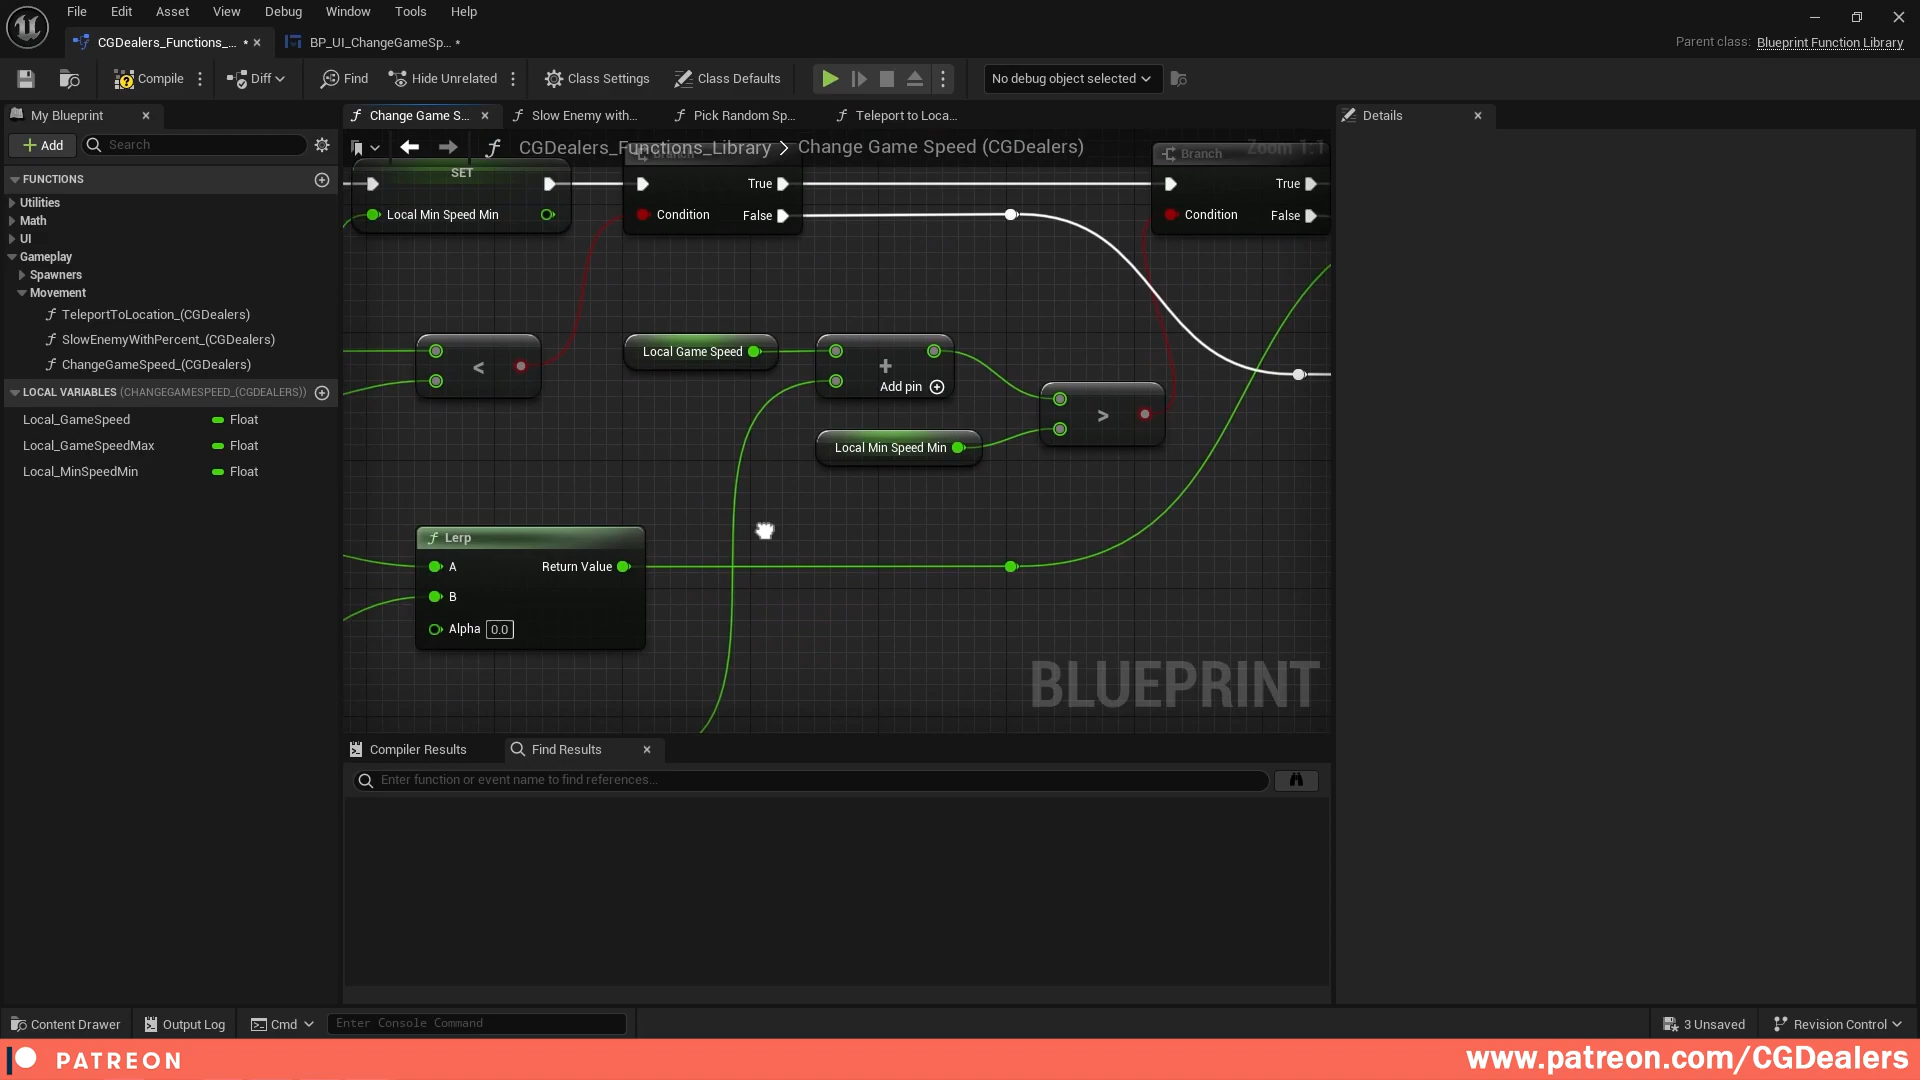 File Edit Asset View Debug Window Tools Help
CGDealers_Functions_... • ×
BP_UI_ChangeGameSp... •
Parent class: Blueprint Function Library
Compile Diff Find Hide Unrelated Class Settings Class Defaults No debug object selected
My Blueprint ×
Change Game S... ×
Slow Enemy with...
Pick Random Sp...
Teleport to Loca...
Details ×
+ Add Search
CGDealers_Functions_Library > Change Game Speed (CGDealers)
Zoom 1:1
FUNCTIONS
Utilities
Math
UI
Gameplay
Spawners
Movement
TeleportToLocation_(CGDealers)
SlowEnemyWithPercent_(CGDealers)
ChangeGameSpeed_(CGDealers)
LOCAL VARIABLES (CHANGEGAMESPEED_(CGDEALERS))
Local_GameSpeed Float
Local_GameSpeedMax Float
Local_MinSpeedMin Float
SET
Local Min Speed Min
Branch
True
Condition False
Branch
True
Condition False
<
Local Game Speed
+
Add pin
>
Local Min Speed Min
Lerp
A Return Value
B
Alpha 0.0
BLUEPRINT
Compiler Results
Find Results ×
Enter function or event name to find references...
Content Drawer Output Log Cmd Enter Console Command
3 Unsaved Revision Control
PATREON
www.patreon.com/CGDealers